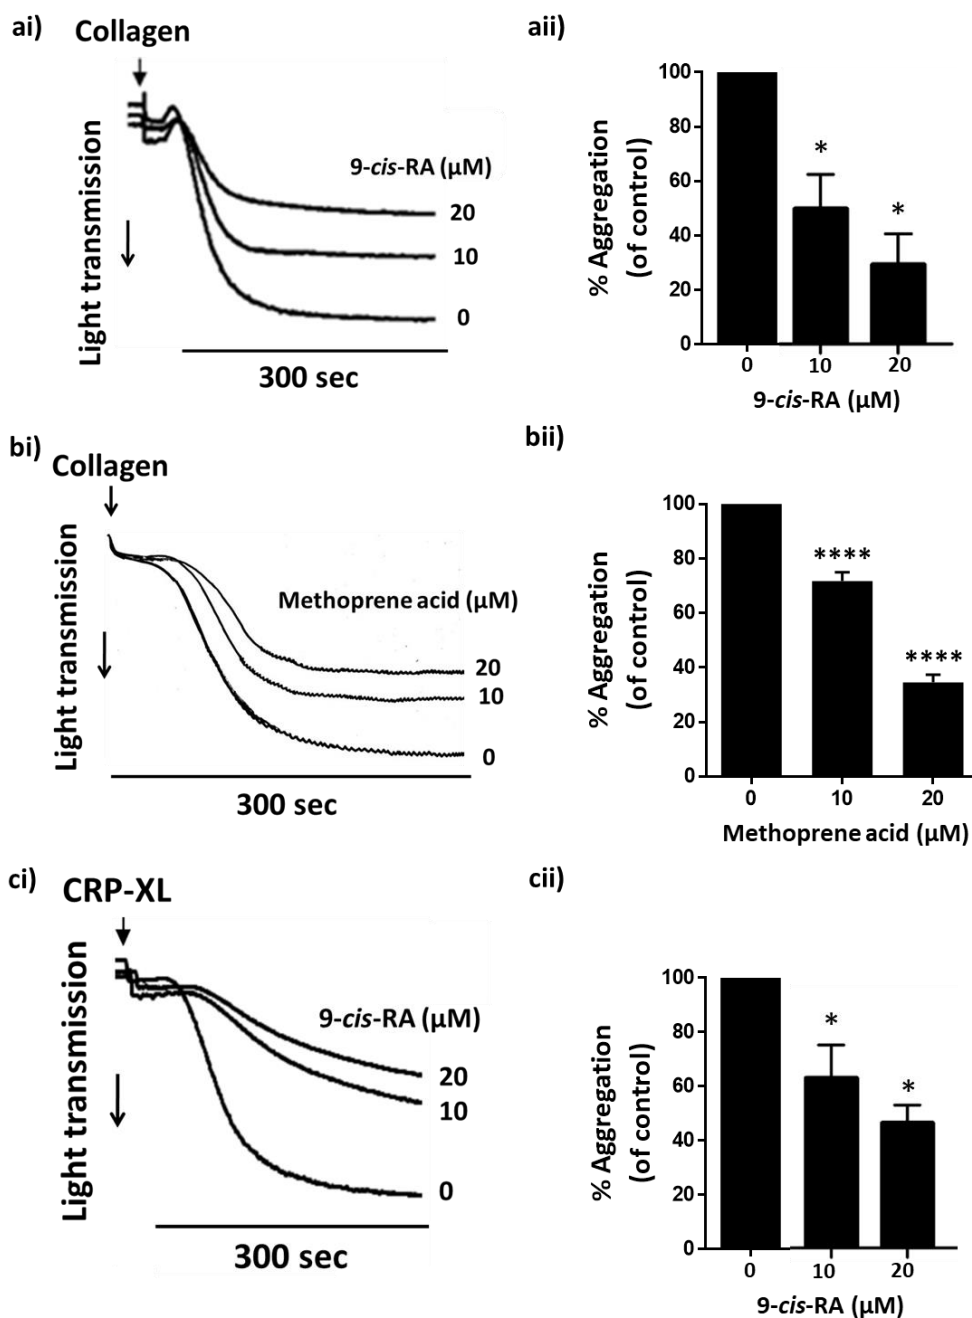 ai)
Collagen
9-cis-RA (μM)
20
10
0
Light transmission
300 sec
aii)
% Aggregation
(of control)
100
80
60
40
20
0
*
*
0
10
20
9-cis-RA (μM)
bi)
Collagen
Light transmission
Methoprene acid (μM)
20
10
0
300 sec
bii)
% Aggregation
(of control)
100
80
60
40
20
0
****
****
0
10
20
Methoprene acid (μM)
ci)
CRP-XL
Light transmission
9-cis-RA (μM)
20
10
0
300 sec
cii)
% Aggregation
(of control)
100
80
60
40
20
0
*
*
0
10
20
9-cis-RA (μM)